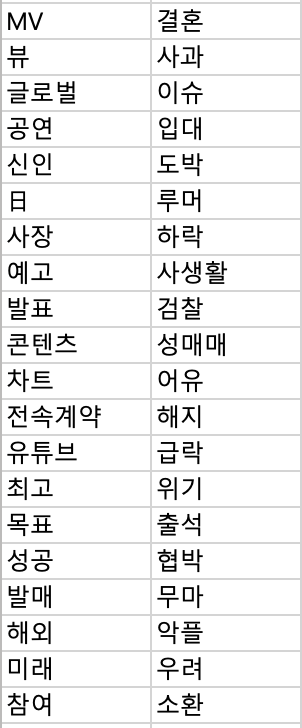 MV 결혼
뷰 사과
글로벌 이슈
공연 입대
신인 도박
日 루머
사장 하락
예고 사생활
발표 검찰
콘텐츠 성매매
차트 어유
전속계약 해지
유튜브 급락
최고 위기
목표 출석
성공 협박
발매 무마
해외 악플
미래 우려
참여 소환